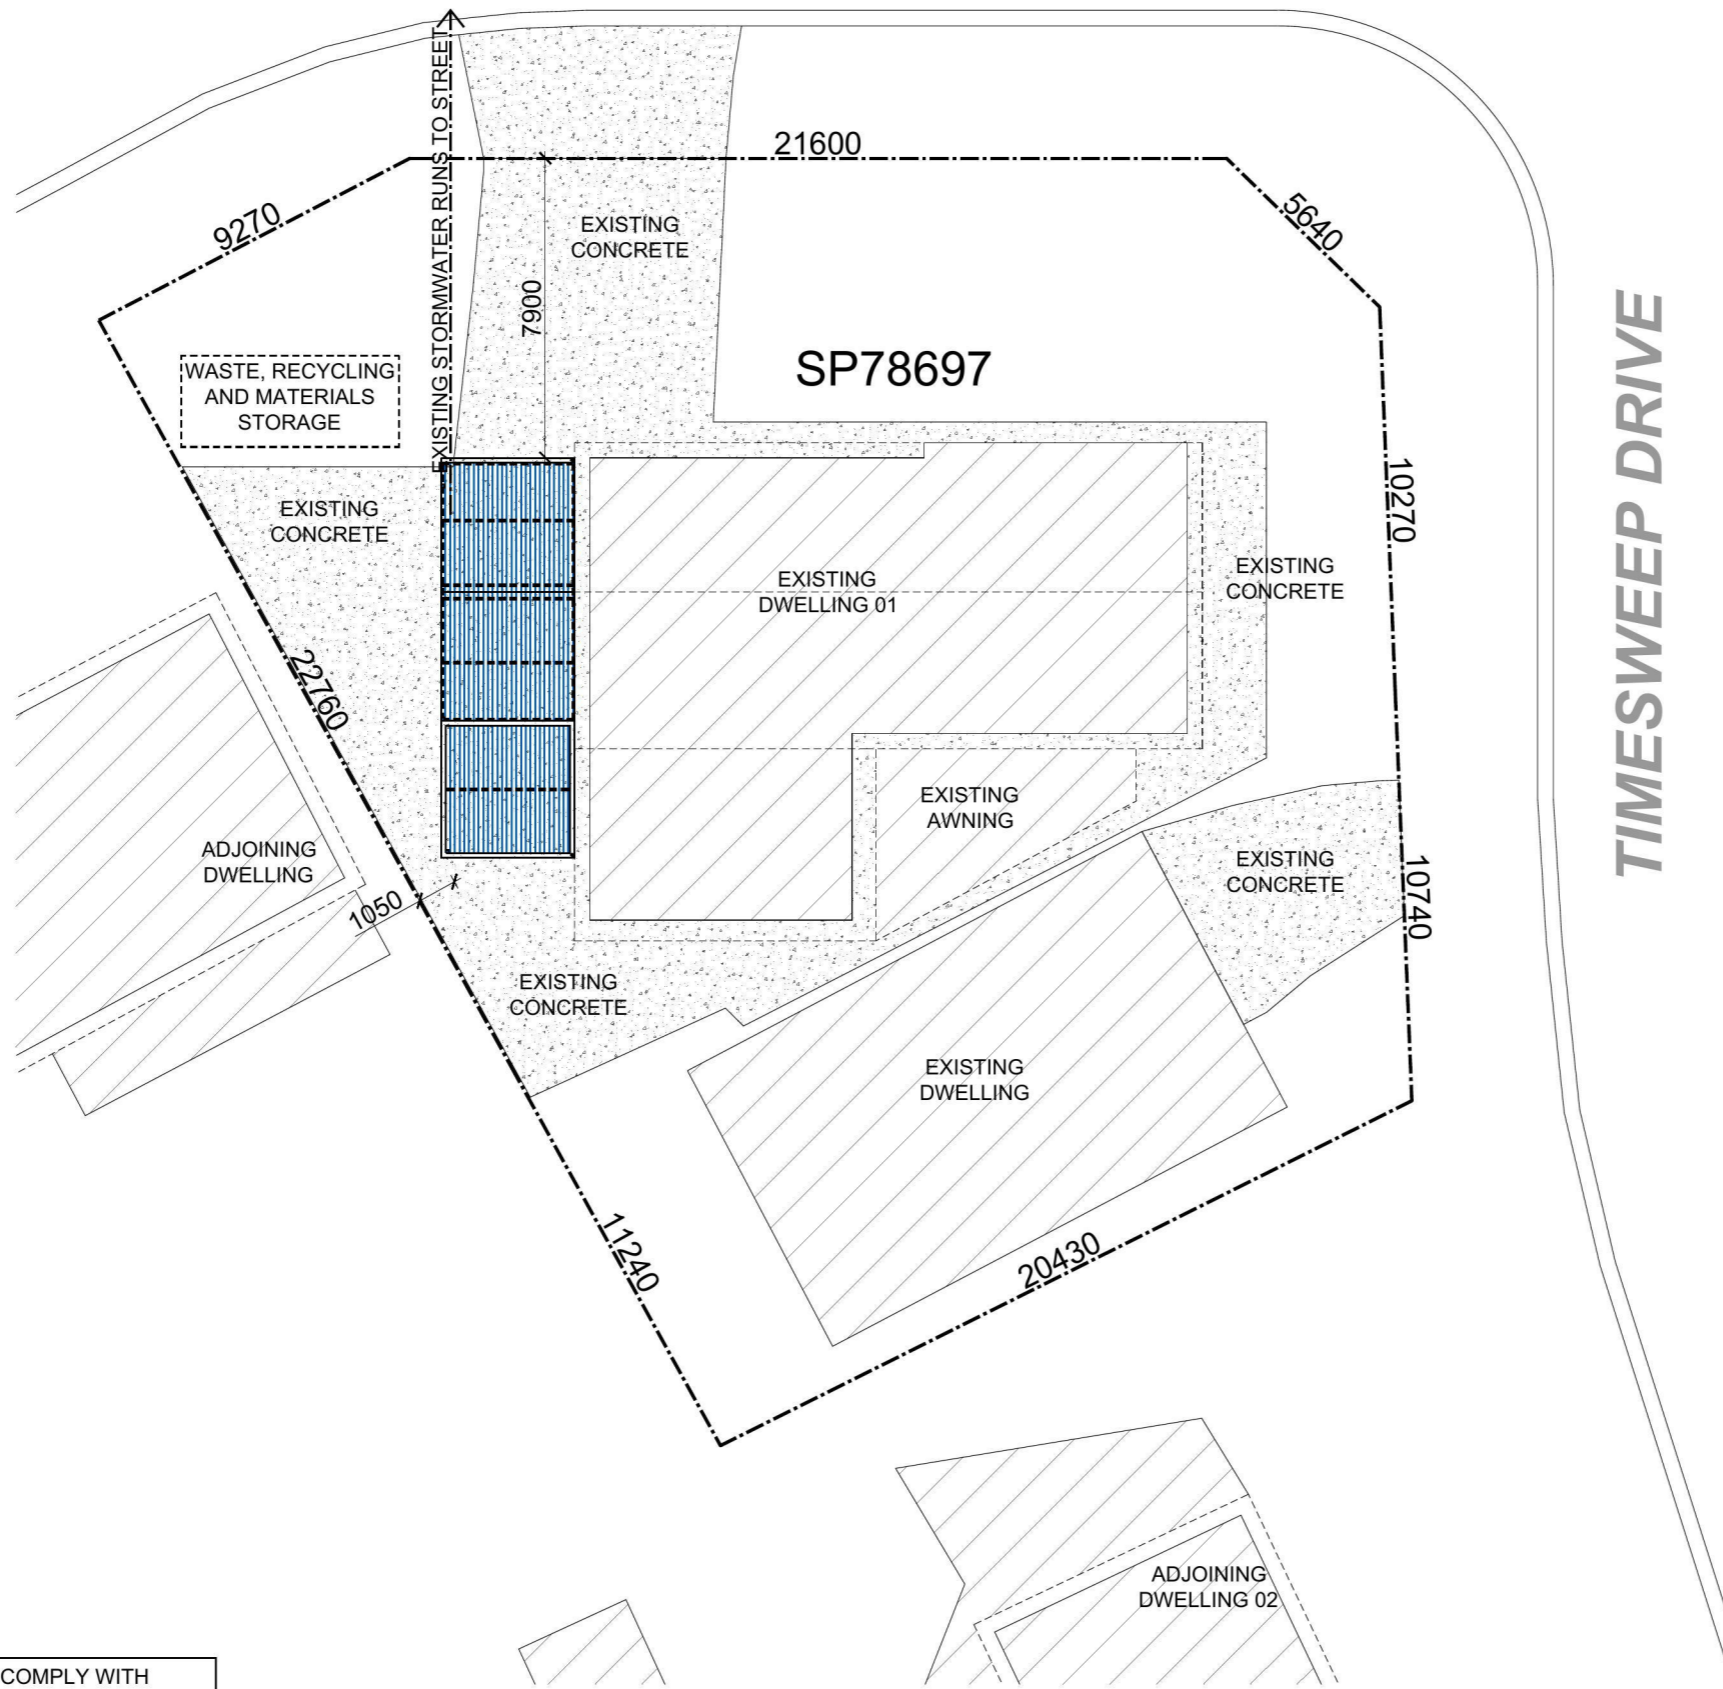 EXISTING STORMWATER RUNS TO STREET
21600
9270
5640
EXISTING
CONCRETE
7900
SP78697
WASTE, RECYCLING
AND MATERIALS
STORAGE
TIMESWEEP DRIVE
10270
EXISTING
CONCRETE
EXISTING
DWELLING 01
EXISTING
CONCRETE
22760
EXISTING
AWNING
ADJOINING
DWELLING
EXISTING
CONCRETE
10740
1050
EXISTING
CONCRETE
EXISTING
DWELLING
11240
20430
ADJOINING
DWELLING 02
COMPLY WITH